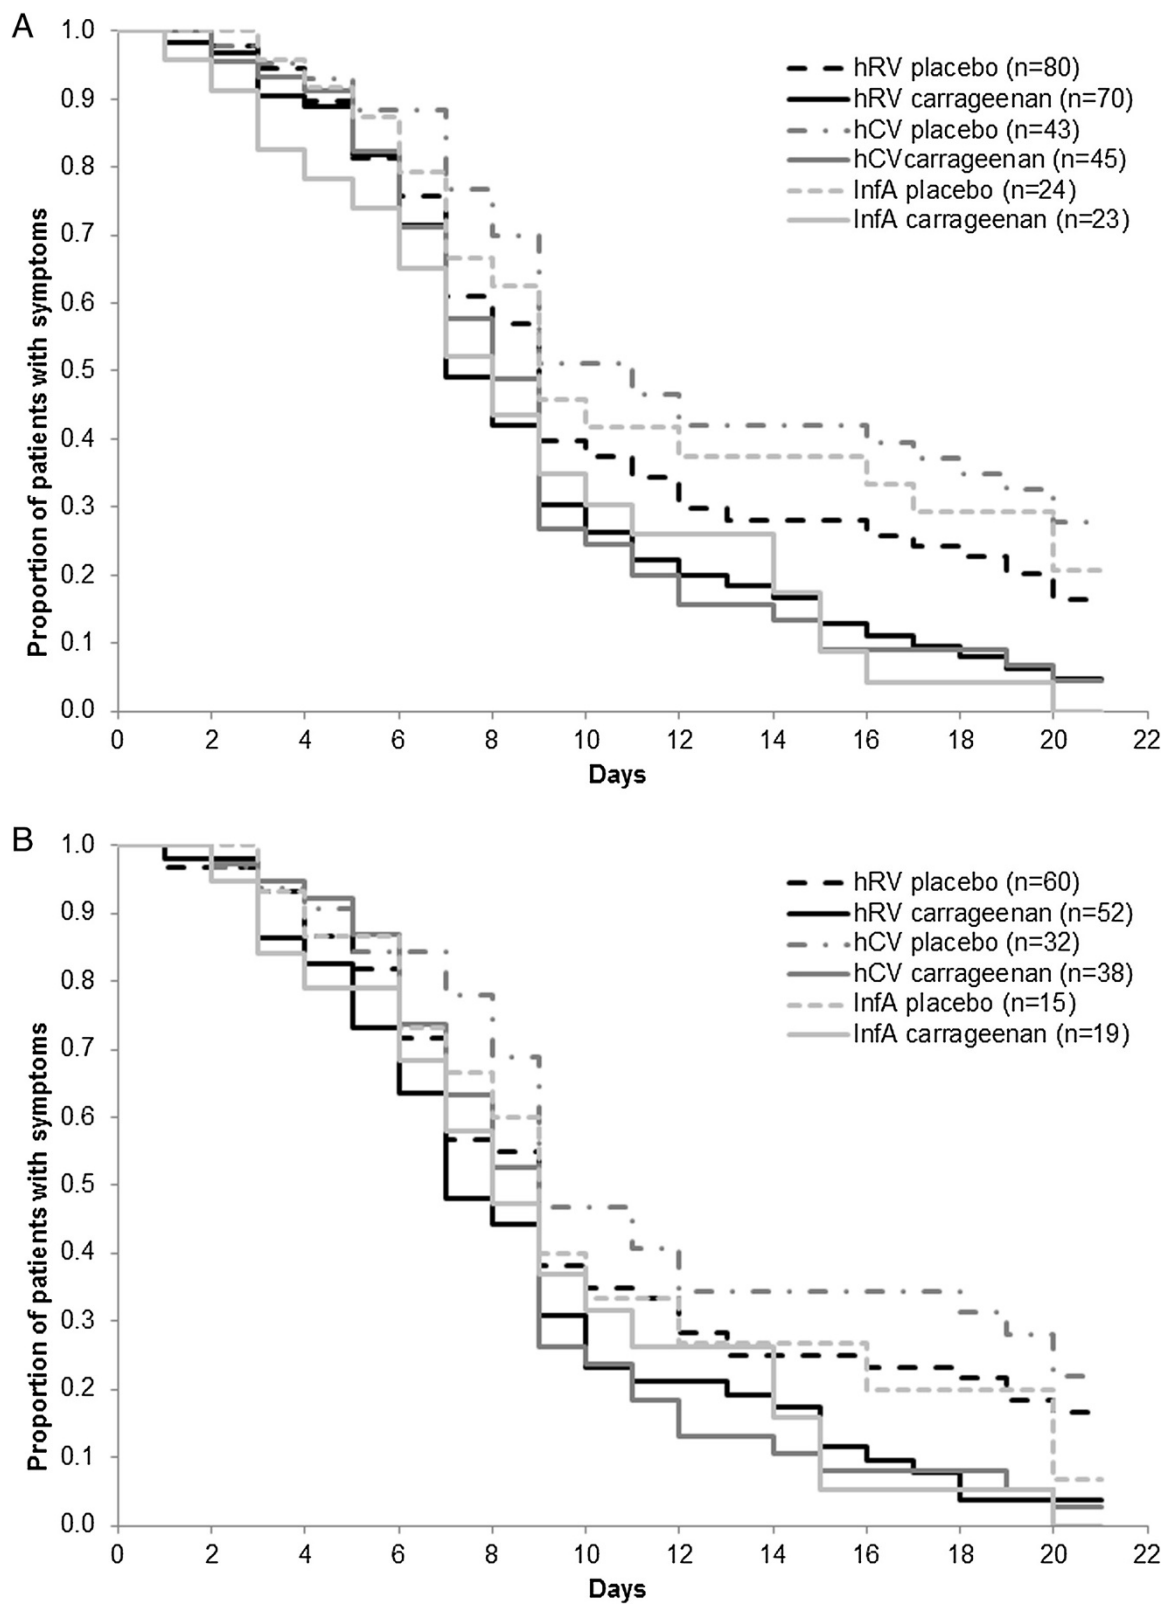 A
1.0
0.9
0.8
0.7
0.6
0.5
0.4
0.3
0.2
0.1
0.0
Proportion of patients with symptoms
hRV placebo (n=80)
hRV carrageenan (n=70)
hCV placebo (n=43)
hCVcarrageenan (n=45)
InfA placebo (n=24)
InfA carrageenan (n=23)
0 2 4 6 8 10 12 14 16 18 20 22
Days
B
1.0
0.9
0.8
0.7
0.6
0.5
0.4
0.3
0.2
0.1
0.0
Proportion of patients with symptoms
hRV placebo (n=60)
hRV carrageenan (n=52)
hCV placebo (n=32)
hCV carrageenan (n=38)
InfA placebo (n=15)
InfA carrageenan (n=19)
0 2 4 6 8 10 12 14 16 18 20 22
Days